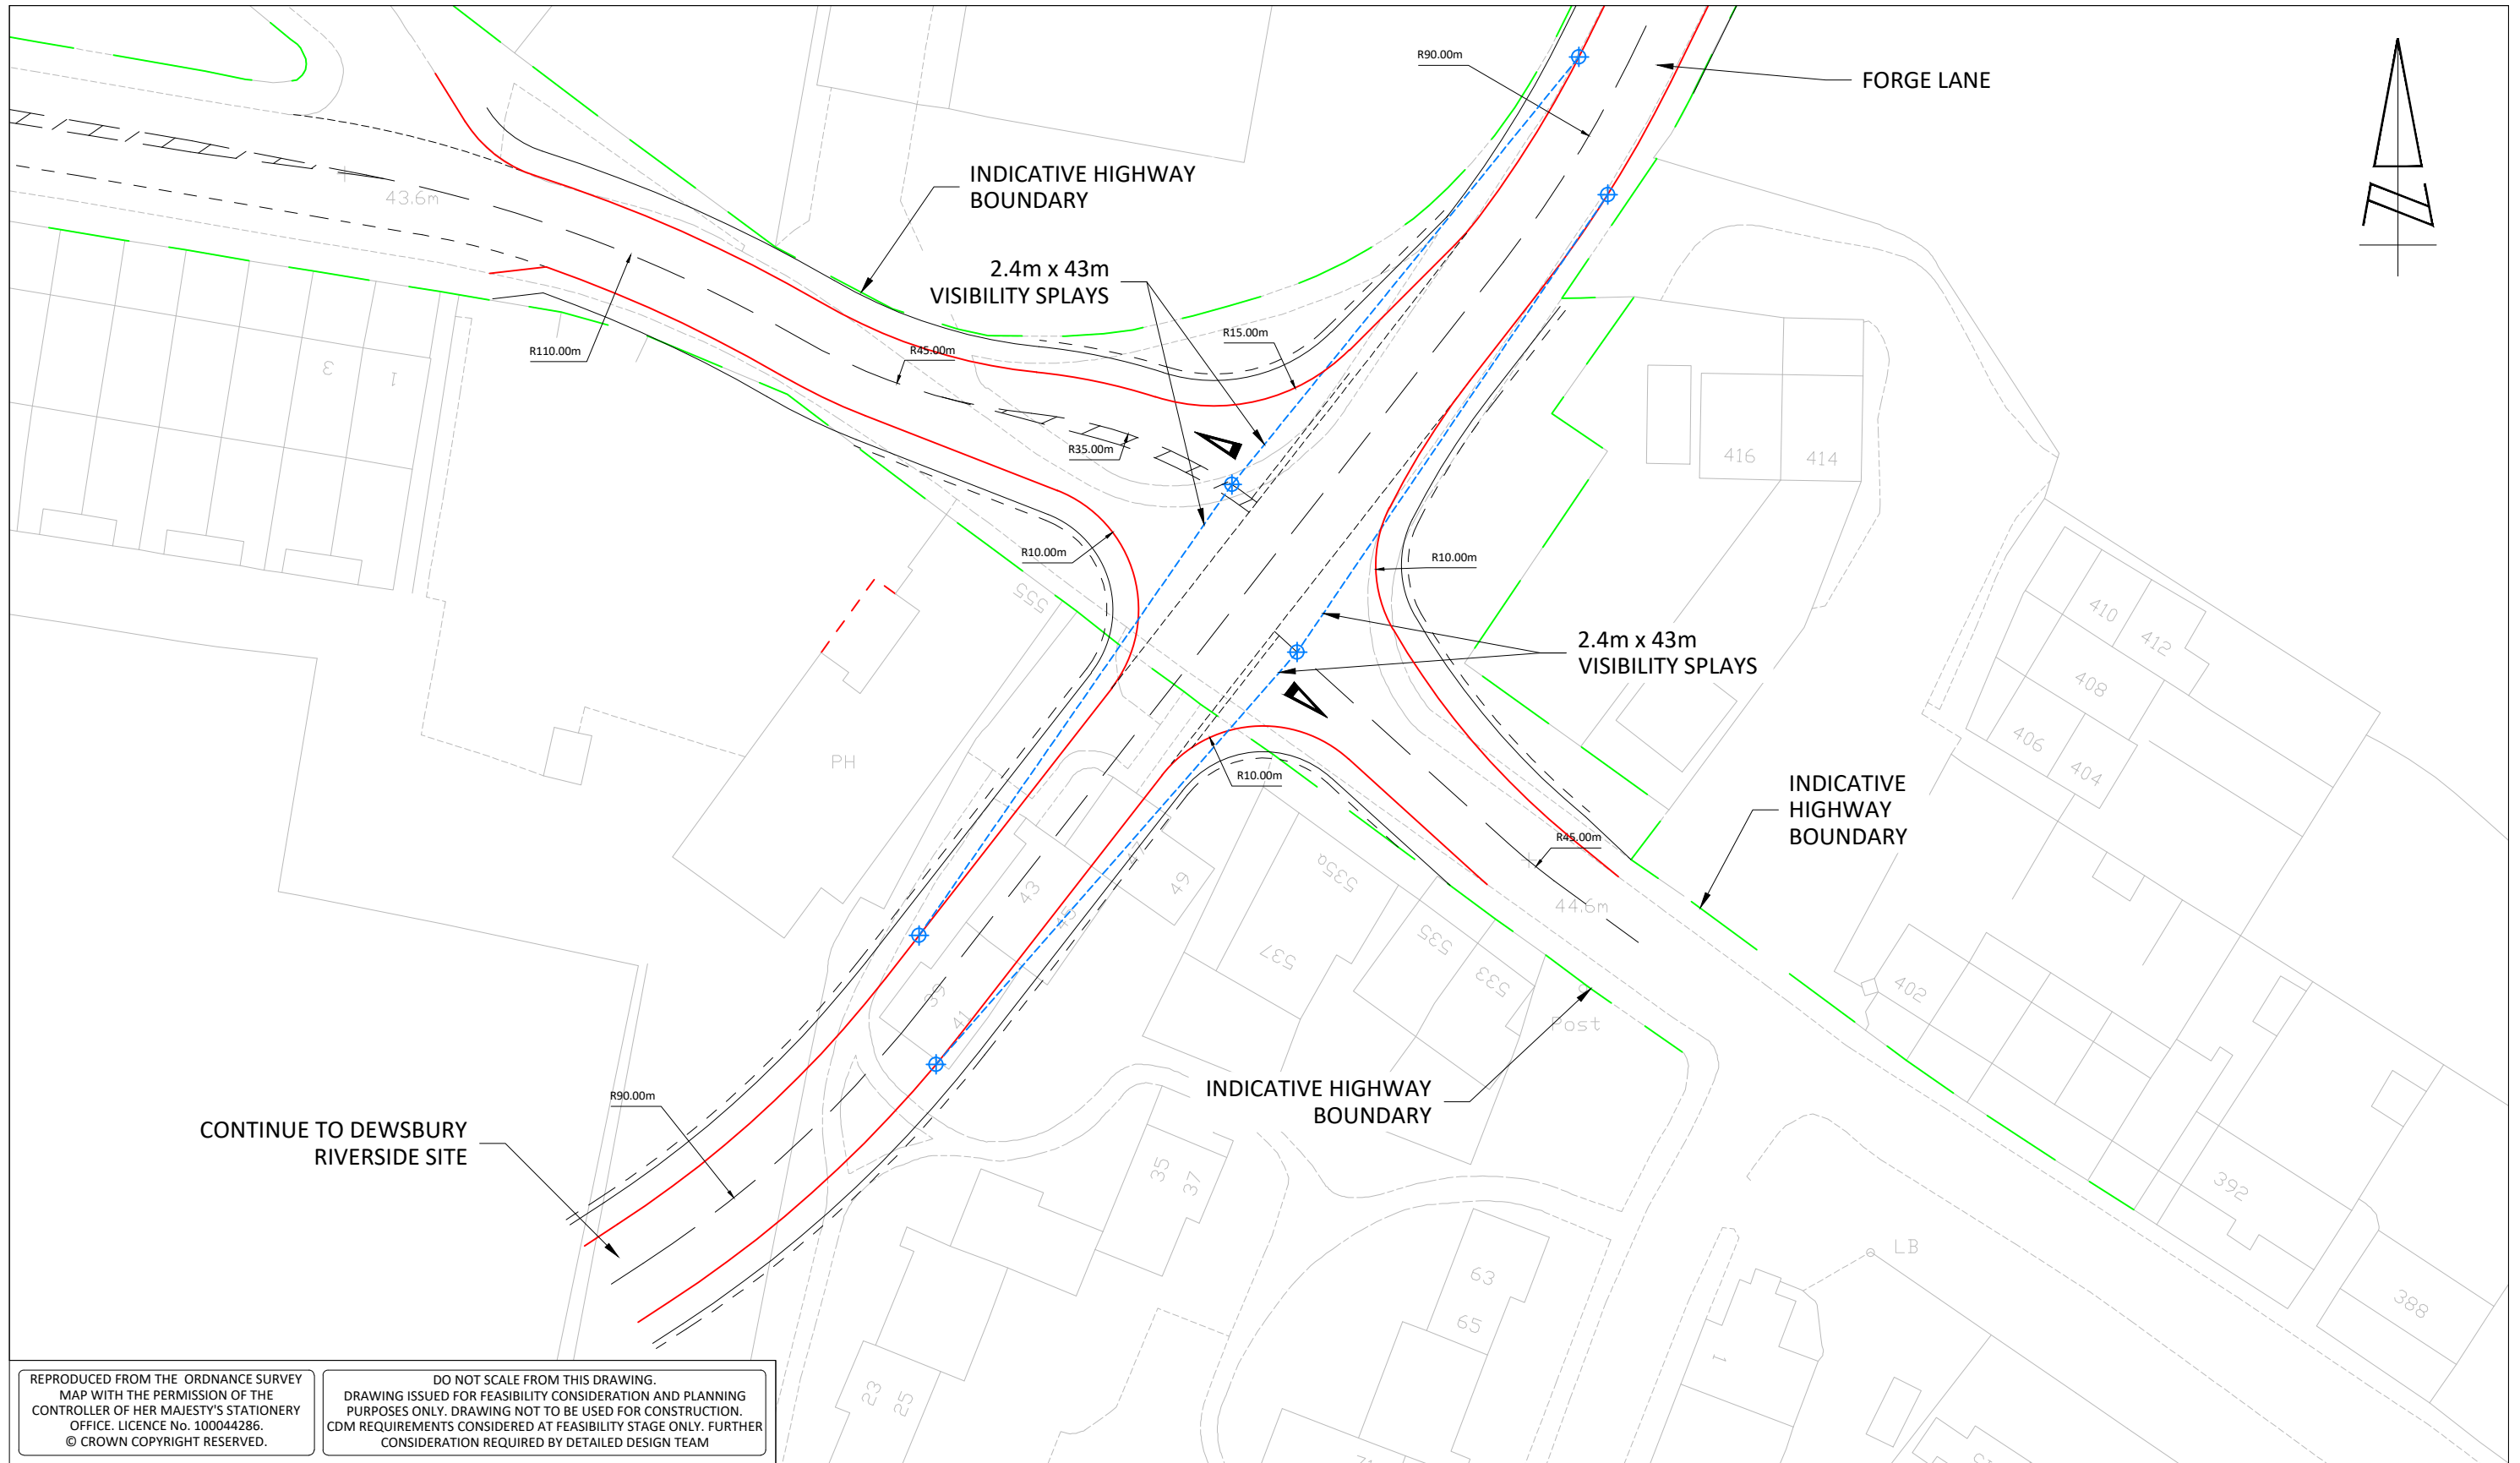 R90.00m
FORGE LANE
INDICATIVE HIGHWAY
BOUNDARY
43.6m
2.4m x 43m
VISIBILITY SPLAYS
R15.00m
R110.00m
R45.00m
3
1
R35.00m
416
414
R10.00m
R10.00m
555
410
412
2.4m x 43m
VISIBILITY SPLAYS
408
406
404
PH
R10.00m
INDICATIVE
HIGHWAY
BOUNDARY
R45.00m
43
49
45
535a
44.6m
537
535
533
402
39
41
Post
R90.00m
INDICATIVE HIGHWAY
BOUNDARY
CONTINUE TO DEWSBURY
RIVERSIDE SITE
35
37
392
LB
63
65
388
1
23
25
REPRODUCED FROM THE ORDNANCE SURVEY
MAP WITH THE PERMISSION OF THE
CONTROLLER OF HER MAJESTY'S STATIONERY
OFFICE. LICENCE No. 100044286.
© CROWN COPYRIGHT RESERVED.
DO NOT SCALE FROM THIS DRAWING.
DRAWING ISSUED FOR FEASIBILITY CONSIDERATION AND PLANNING
PURPOSES ONLY. DRAWING NOT TO BE USED FOR CONSTRUCTION.
CDM REQUIREMENTS CONSIDERED AT FEASIBILITY STAGE ONLY. FURTHER
CONSIDERATION REQUIRED BY DETAILED DESIGN TEAM